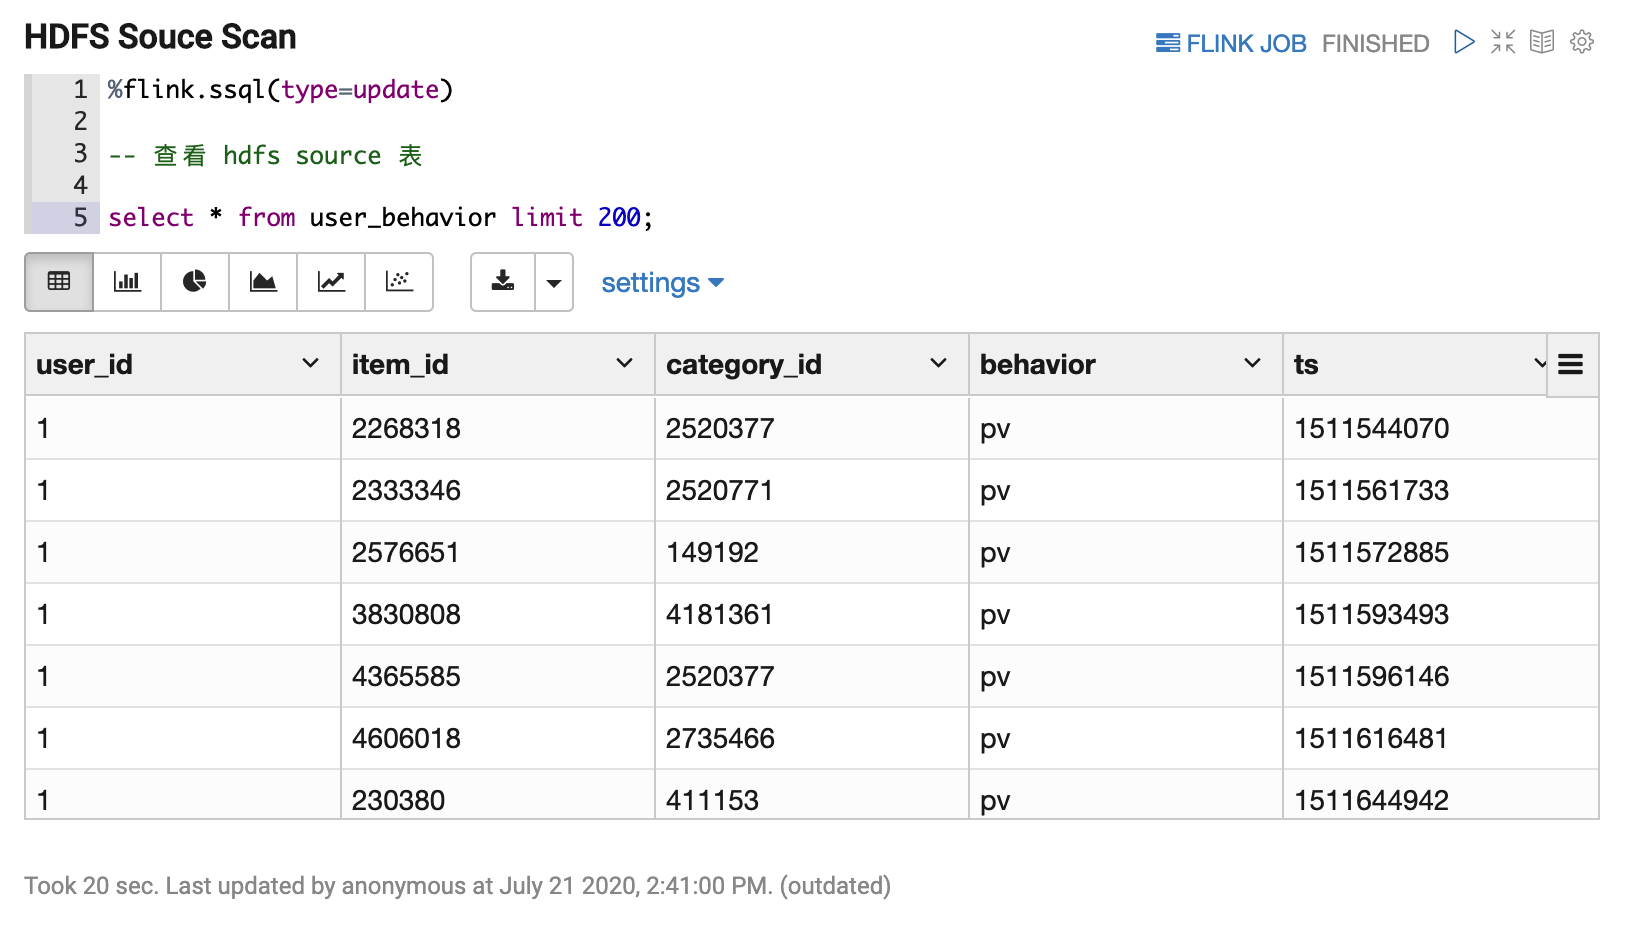 HDFS Souce Scan
FLINK JOB FINISHED
1 %flink.ssql(type=update)
2
3 -- 查看 hdfs source 表
4
5 select * from user_behavior limit 200;
settings
user_id item_id category_id behavior ts
1 2268318 2520377 pv 1511544070
1 2333346 2520771 pv 1511561733
1 2576651 149192 pv 1511572885
1 3830808 4181361 pv 1511593493
1 4365585 2520377 pv 1511596146
1 4606018 2735466 pv 1511616481
1 230380 411153 pv 1511644942
Took 20 sec. Last updated by anonymous at July 21 2020, 2:41:00 PM. (outdated)